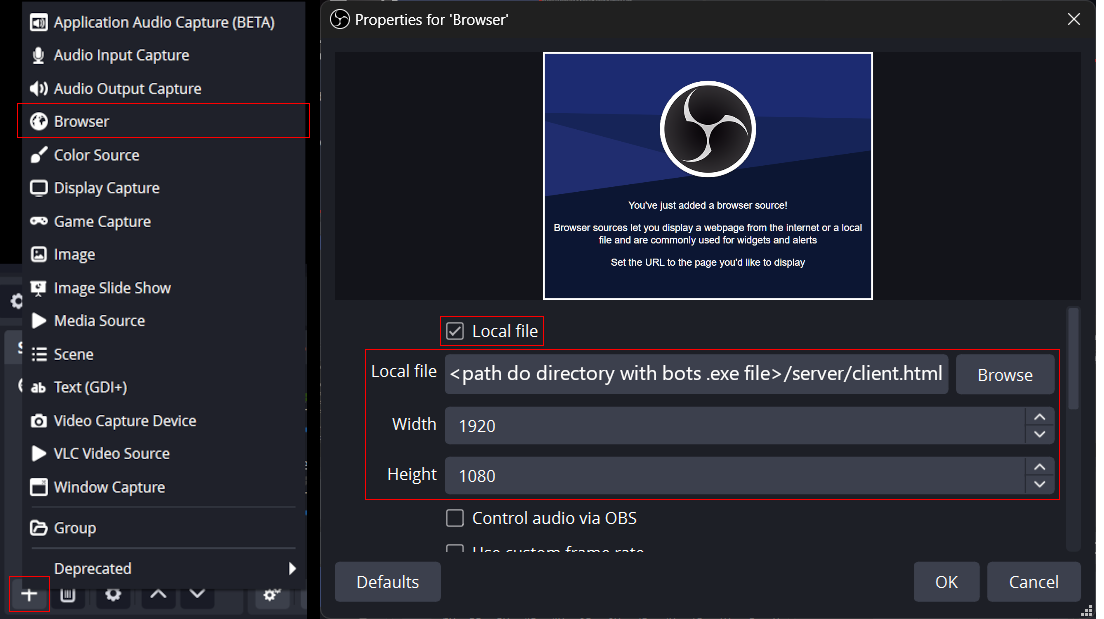 Application Audio Capture (BETA)
Audio Input Capture
Audio Output Capture
Browser
Color Source
Display Capture
Game Capture
Image
Image Slide Show
Media Source
Scene
ab Text (GDI+)
Video Capture Device
VLC Video Source
Window Capture
Group
Deprecated
Properties for 'Browser'
You've just added a browser source!
Browser sources let you display a webpage from the internet or a local
file and are commonly used for widgets and alerts
Set the URL to the page you'd like to display
Local file
Local file <path do directory with bots .exe file>/server/client.html Browse
Width 1920
Height 1080
Control audio via OBS
Use custom frame rate
Defaults
OK
Cancel